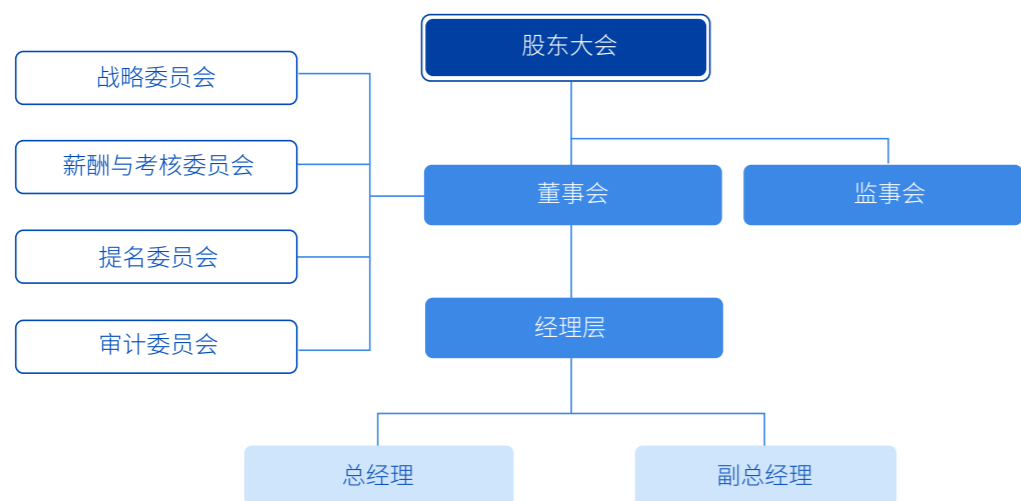 股东大会
战略委员会
薪酬与考核委员会
提名委员会
审计委员会
董事会
监事会
经理层
总经理
副总经理